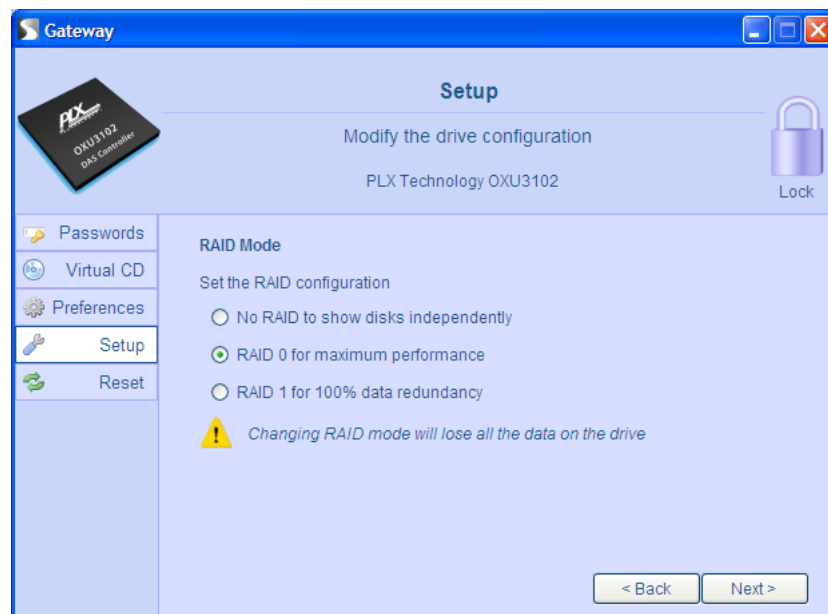 Gateway
PLX
OXU3102
DAS Controller
Setup
Modify the drive configuration
PLX Technology OXU3102
Lock
Passwords
Virtual CD
Preferences
Setup
Reset
RAID Mode
Set the RAID configuration
No RAID to show disks independently
RAID 0 for maximum performance
RAID 1 for 100% data redundancy
Changing RAID mode will lose all the data on the drive
< Back
Next >